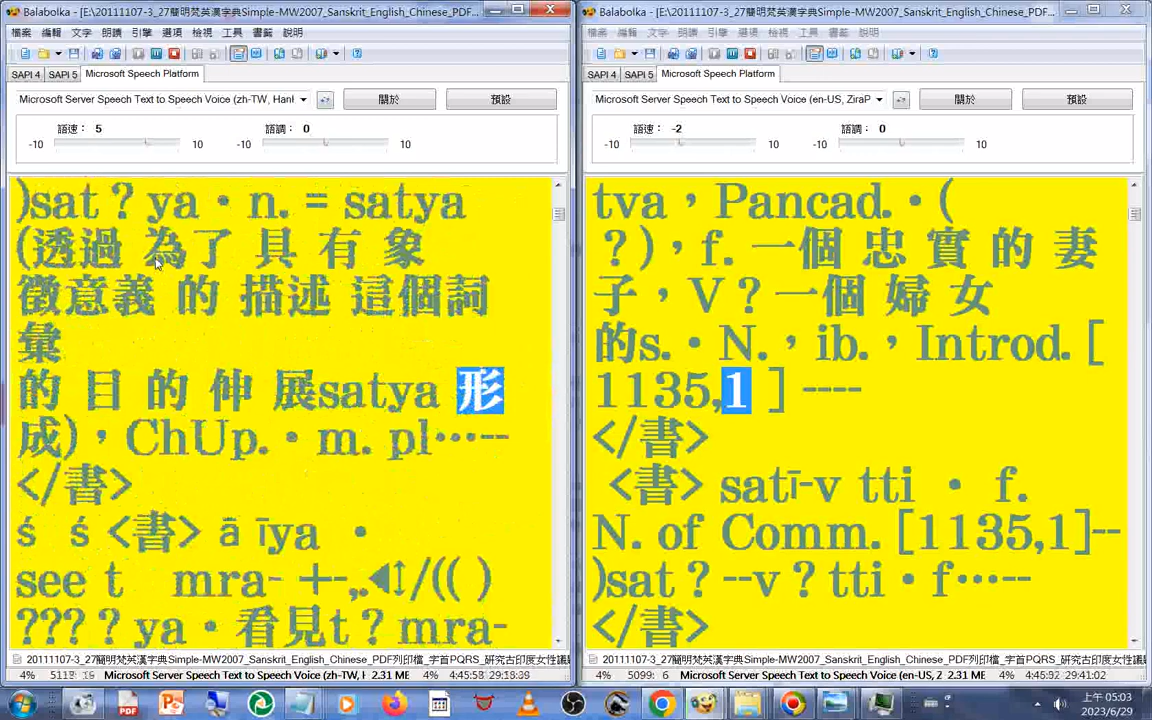 Balabolka - [E:\20111107-3_27簡明梵英漢字典Simple-MW2007_Sanskrit_English_Chinese_PDF...
檔案 編輯 文字 朗讀 引擎 選項 檢視 工具 書籤 說明
SAPI 4 SAPI 5 Microsoft Speech Platform
Microsoft Server Speech Text to Speech Voice (zh-TW, Hanl
關於 預設
語速： 5 語調： 0
-10 10 -10 10
)sat？ya・n. = satya
(透過 為了 具 有 象
徵意義 的 描述 這個詞
彙
的 目 的 伸 展satya 形
成)，ChUp.・m. pl…--
</書>
ś ś <書> ā īya ・
see t mra- +-,.◀↕/(( )
????ya・看見t？mra-
20111107-3_27簡明梵英漢字典Simple-MW2007_Sanskrit_English_Chinese_PDF列印檔_字首PQRS_研究古印度女性議
4% 4:45:58 29:18:39 Microsoft Server Speech Text to Speech Voice (zh-TW, H 2.31 ME
Balabolka - [E:\20111107-3_27簡明梵英漢字典Simple-MW2007_Sanskrit_English_Chinese_PDF...
檔案 編輯 文字 朗讀 引擎 選項 檢視 工具 書籤 說明
SAPI 4 SAPI 5 Microsoft Speech Platform
Microsoft Server Speech Text to Speech Voice (en-US, ZiraP
關於 預設
語速： -2 語調： 0
-10 10 -10 10
tva，Pancad.・(
？)，f. 一個 忠 實 的 妻
子，V？一個 婦 女
的s.・N.，ib.，Introd. [
1135,1 ] ----
</書>
<書> satī-v tti ・ f.
N. of Comm. [1135,1]--
)sat？--v？tti・f…--
</書>
20111107-3_27簡明梵英漢字典Simple-MW2007_Sanskrit_English_Chinese_PDF列印檔_字首PQRS_研究古印度女性議
4% 5099: 6 4:45:92 29:41:02 Microsoft Server Speech Text to Speech Voice (en-US, Z 2.31 ME
上午 05:03
2023/6/29